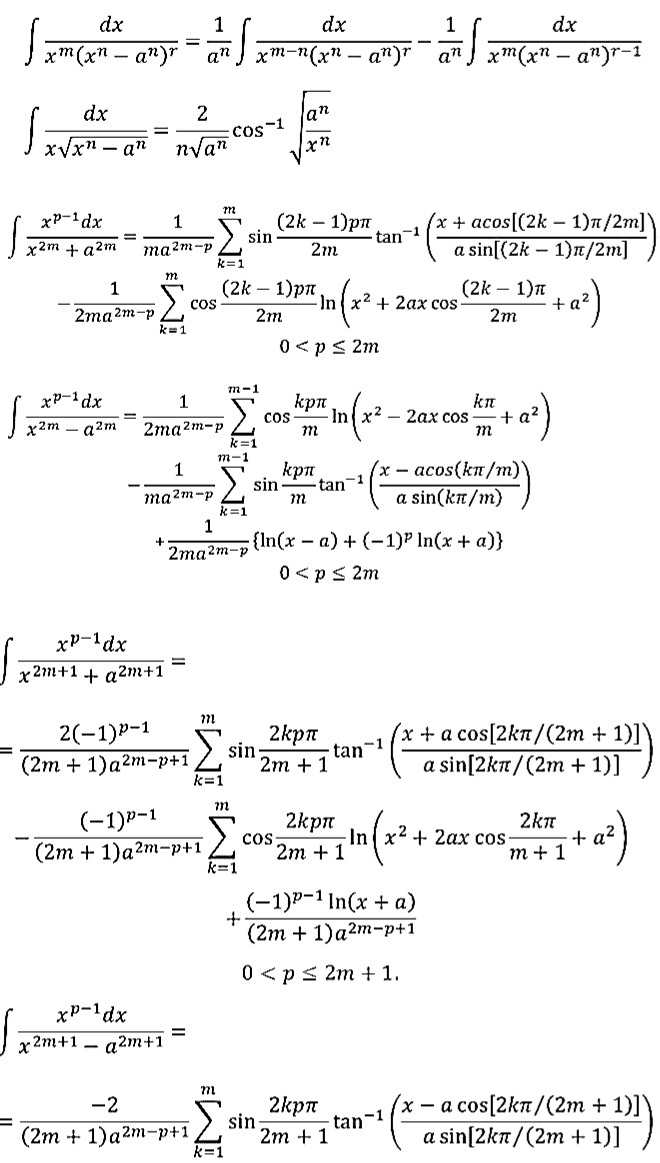 ∫ dx / (x^m (x^n − a^n)^r) = 1/a^n ∫ dx / (x^{m−n} (x^n − a^n)^r) − 1/a^n ∫ dx / (x^m (x^n − a^n)^{r−1})
∫ dx / (x√(x^n − a^n)) = 2/(n√(a^n)) cos^{−1} √(a^n/x^n)
∫ x^{p−1}dx / (x^{2m} + a^{2m}) = 1/(ma^{2m−p}) ∑_{k=1}^{m} sin (2k − 1)pπ/2m tan^{−1} ((x + acos[(2k − 1)π/2m]) / (a sin[(2k − 1)π/2m]))
− 1/(2ma^{2m−p}) ∑_{k=1}^{m} cos (2k − 1)pπ/2m ln (x^2 + 2ax cos (2k − 1)π/2m + a^2)
0 < p ≤ 2m
∫ x^{p−1}dx / (x^{2m} − a^{2m}) = 1/(2ma^{2m−p}) ∑_{k=1}^{m−1} cos kpπ/m ln (x^2 − 2ax cos kπ/m + a^2)
− 1/(ma^{2m−p}) ∑_{k=1}^{m−1} sin kpπ/m tan^{−1} ((x − acos(kπ/m)) / (a sin(kπ/m)))
+ 1/(2ma^{2m−p}) {ln(x − a) + (−1)^p ln(x + a)}
0 < p ≤ 2m
∫ x^{p−1}dx / (x^{2m+1} + a^{2m+1}) =
= 2(−1)^{p−1} / ((2m + 1)a^{2m−p+1}) ∑_{k=1}^{m} sin 2kpπ/(2m + 1) tan^{−1} ((x + a cos[2kπ/(2m + 1)]) / (a sin[2kπ/(2m + 1)]))
− (−1)^{p−1} / ((2m + 1)a^{2m−p+1}) ∑_{k=1}^{m} cos 2kpπ/(2m + 1) ln (x^2 + 2ax cos 2kπ/(m + 1) + a^2)
+ (−1)^{p−1} ln(x + a) / ((2m + 1)a^{2m−p+1})
0 < p ≤ 2m + 1.
∫ x^{p−1}dx / (x^{2m+1} − a^{2m+1}) =
= −2 / ((2m + 1)a^{2m−p+1}) ∑_{k=1}^{m} sin 2kpπ/(2m + 1) tan^{−1} ((x − a cos[2kπ/(2m + 1)]) / (a sin[2kπ/(2m + 1)]))